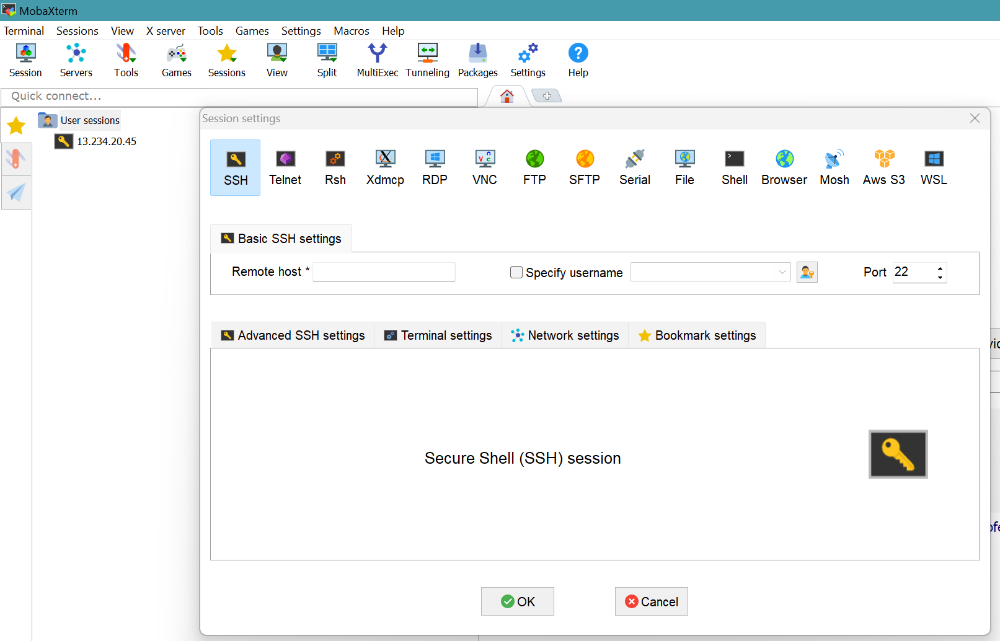 MobaXterm
Terminal Sessions View X server Tools Games Settings Macros Help
Session Servers Tools Games Sessions View Split MultiExec Tunneling Packages Settings Help
Quick connect...
User sessions
13.234.20.45
Session settings
SSH Telnet Rsh Xdmcp RDP VNC FTP SFTP Serial File Shell Browser Mosh Aws S3 WSL
Basic SSH settings
Remote host * Specify username Port 22
Advanced SSH settings Terminal settings Network settings Bookmark settings
Secure Shell (SSH) session
OK Cancel